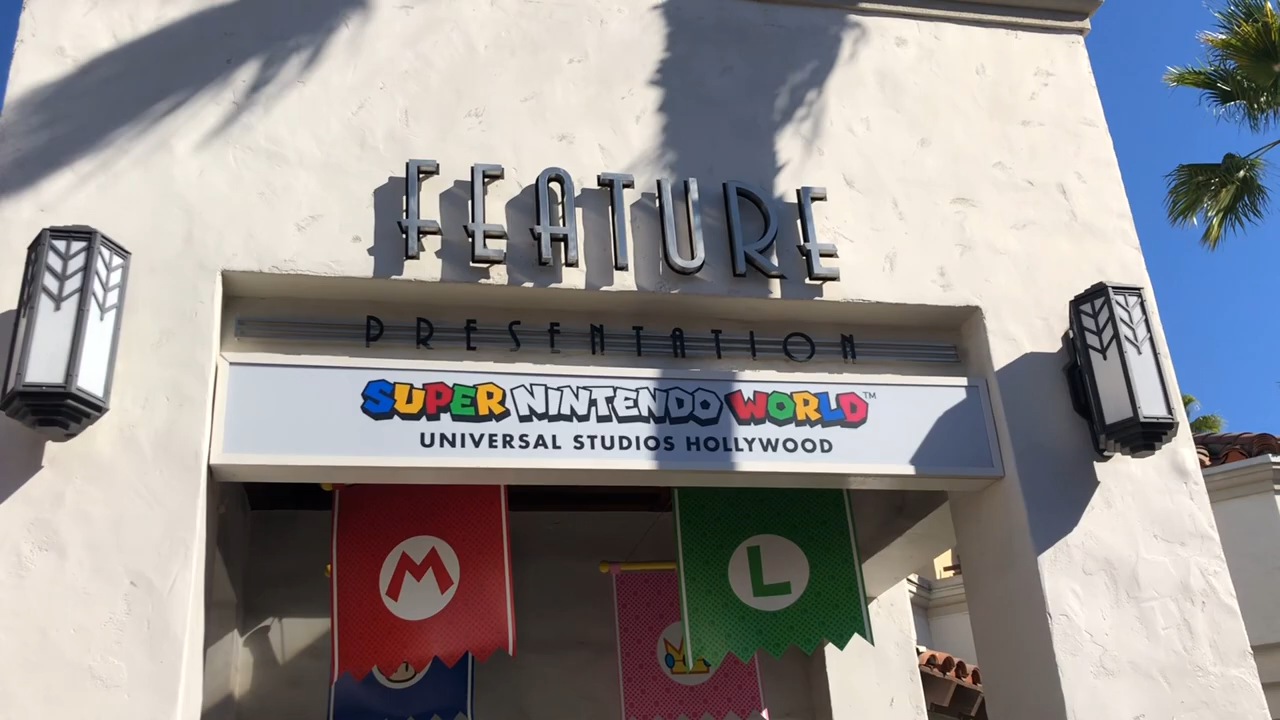 FEATURE
PRESENTATION
SUPER NINTENDO WORLD™
UNIVERSAL STUDIOS HOLLYWOOD
M
L